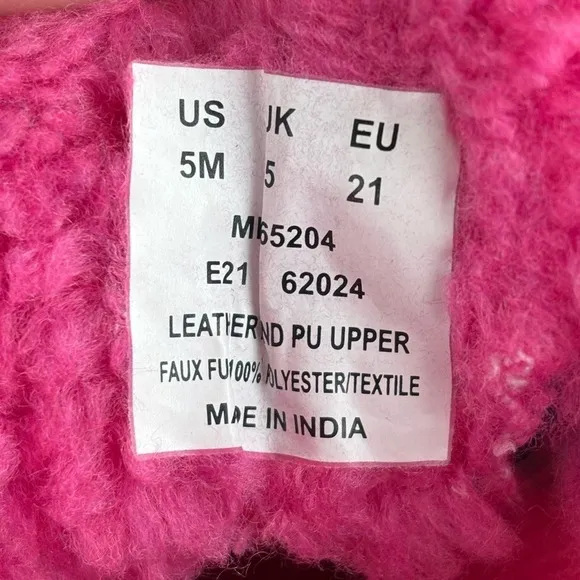 US UK EU
5M 5 21
M65204
E21 62024
LEATHER AND PU UPPER
FAUX FUR 100% POLYESTER/TEXTILE
MADE IN INDIA